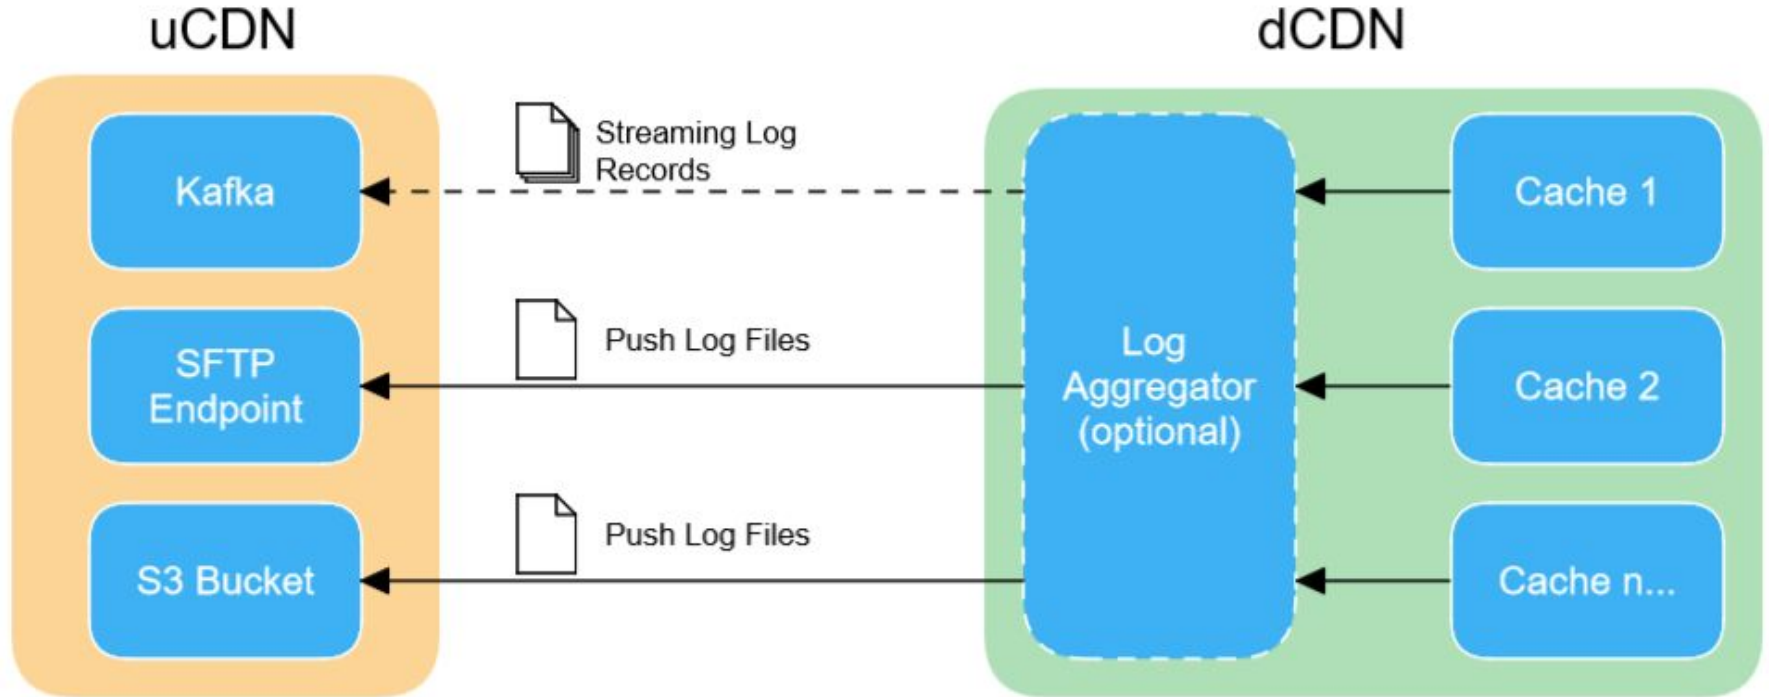 uCDN
dCDN
Kafka
Streaming Log
Records
Cache 1
SFTP
Endpoint
Push Log Files
Log
Aggregator
(optional)
Cache 2
S3 Bucket
Push Log Files
Cache n...